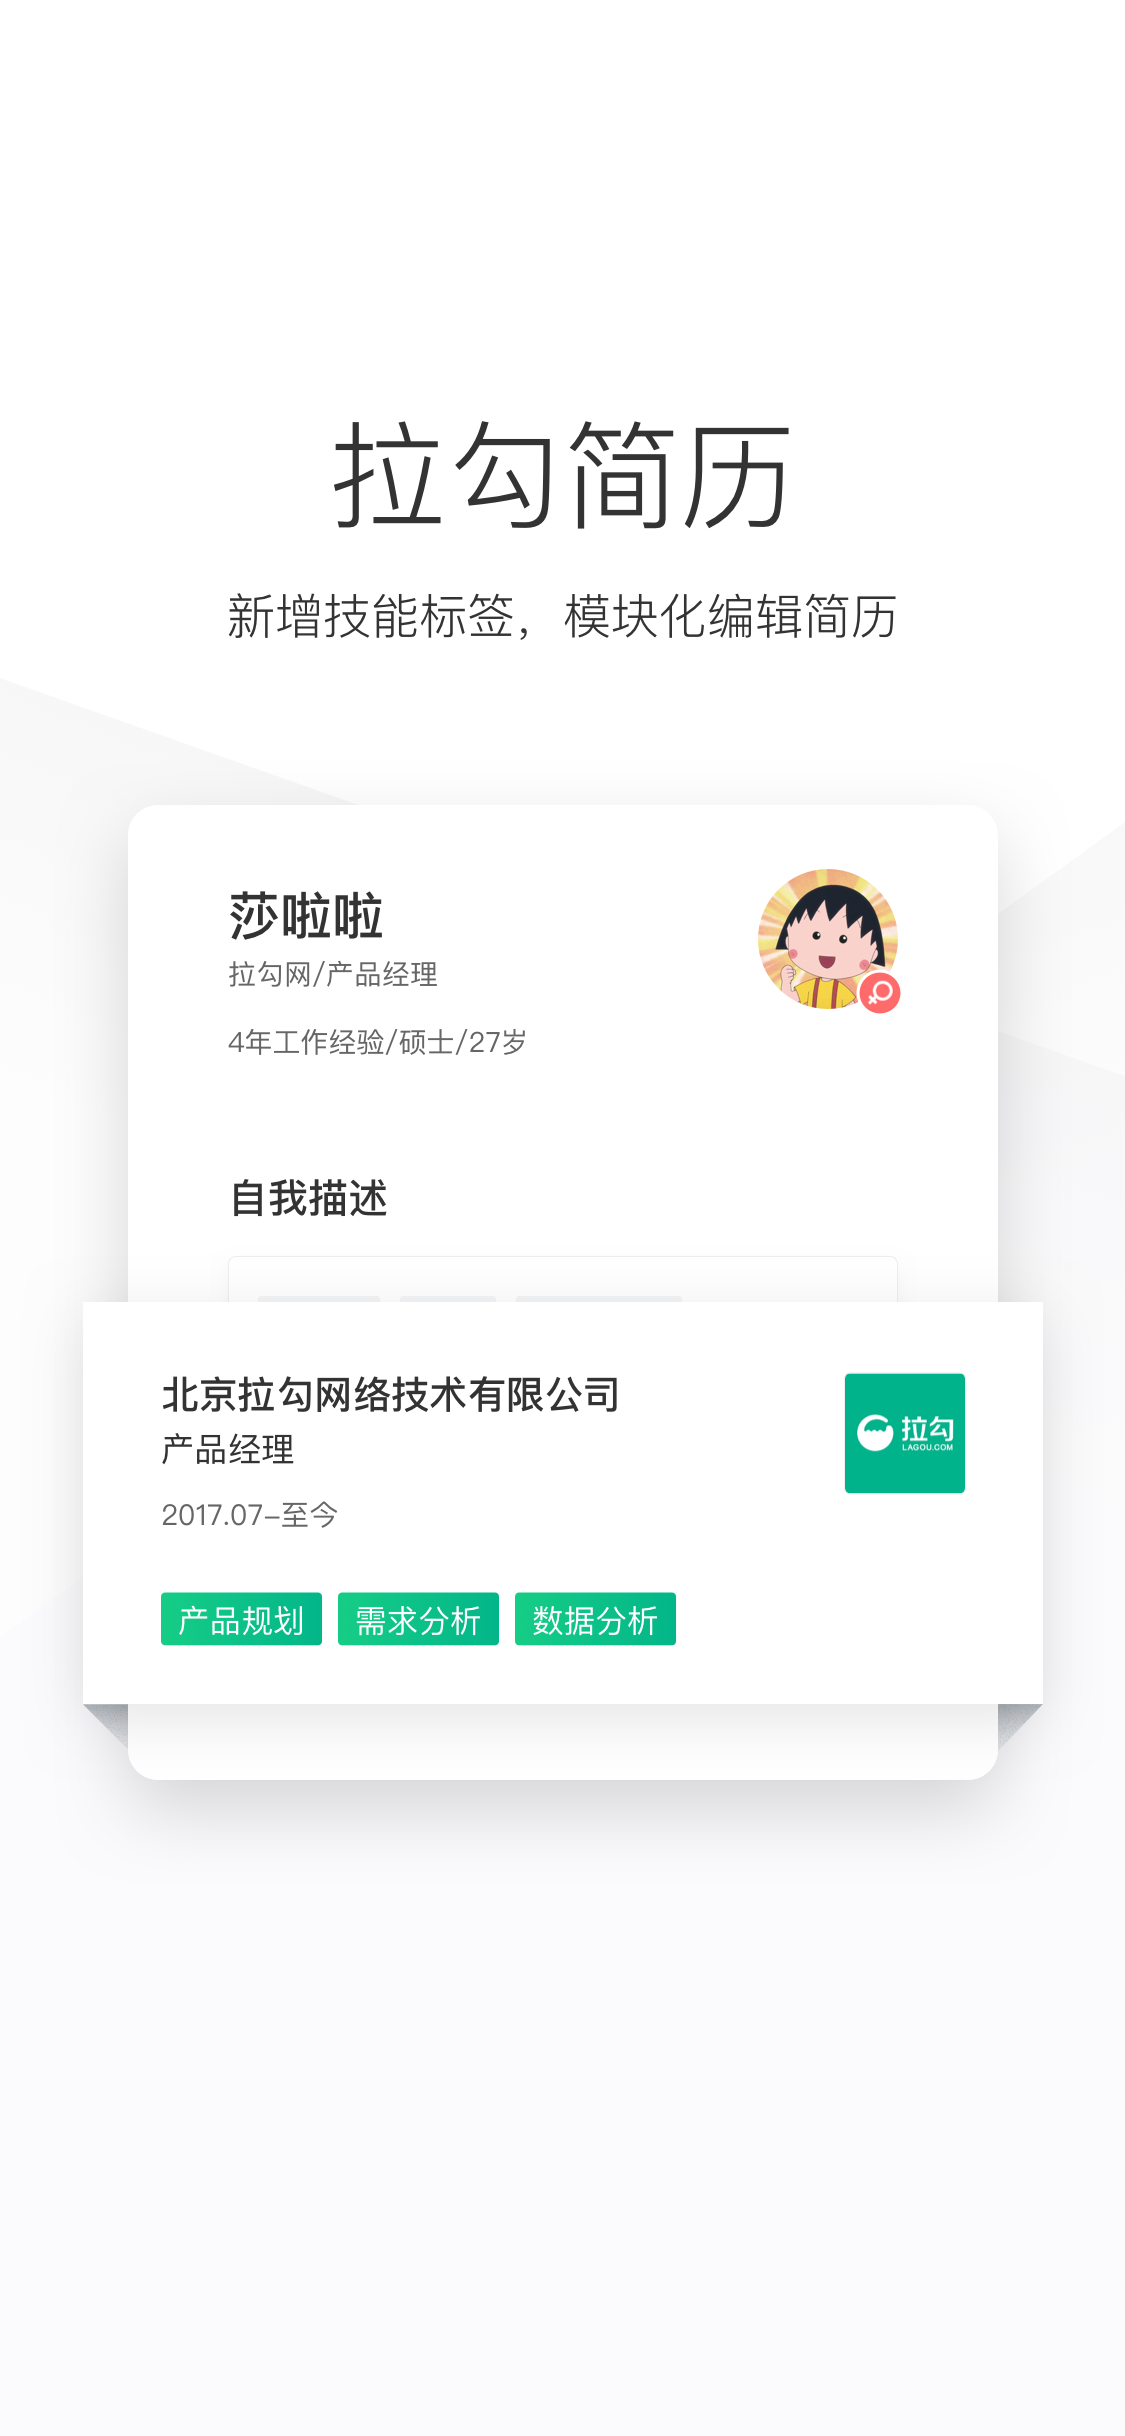 拉勾简历
新增技能标签，模块化编辑简历
莎啦啦
拉勾网/产品经理
4年工作经验/硕士/27岁
自我描述
北京拉勾网络技术有限公司
产品经理
2017.07-至今
拉勾
LAGOU.COM
产品规划 需求分析 数据分析